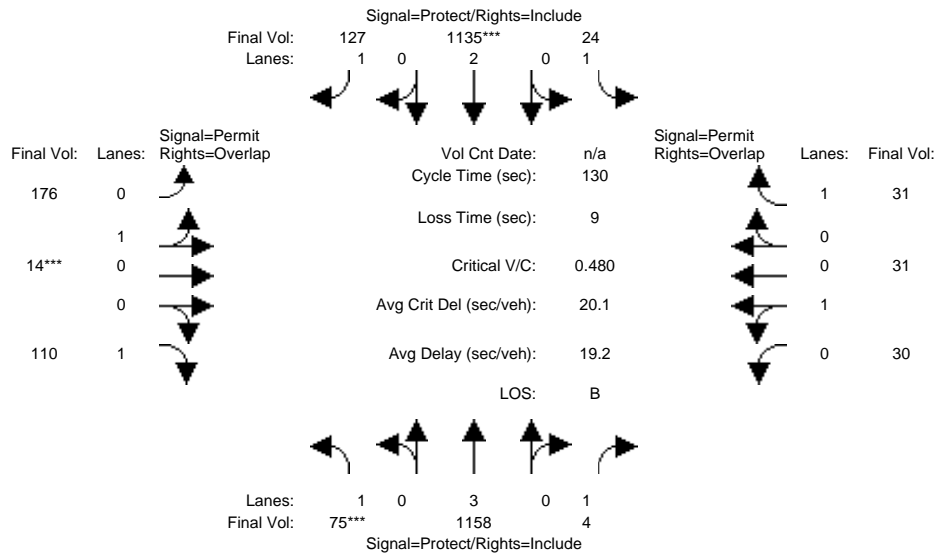 Signal=Protect/Rights=Include
Final Vol: 127 1135*** 24
Lanes: 1 0 2 0 1
Signal=Permit Signal=Permit
Final Vol: Lanes: Rights=Overlap Vol Cnt Date: n/a Rights=Overlap Lanes: Final Vol:
Cycle Time (sec): 130
176 0 1 31
Loss Time (sec): 9
1 0
14*** 0 Critical V/C: 0.480 0 31
0 Avg Crit Del (sec/veh): 20.1 1
110 1 Avg Delay (sec/veh): 19.2 0 30
LOS: B
Lanes: 1 0 3 0 1
Final Vol: 75*** 1158 4
Signal=Protect/Rights=Include